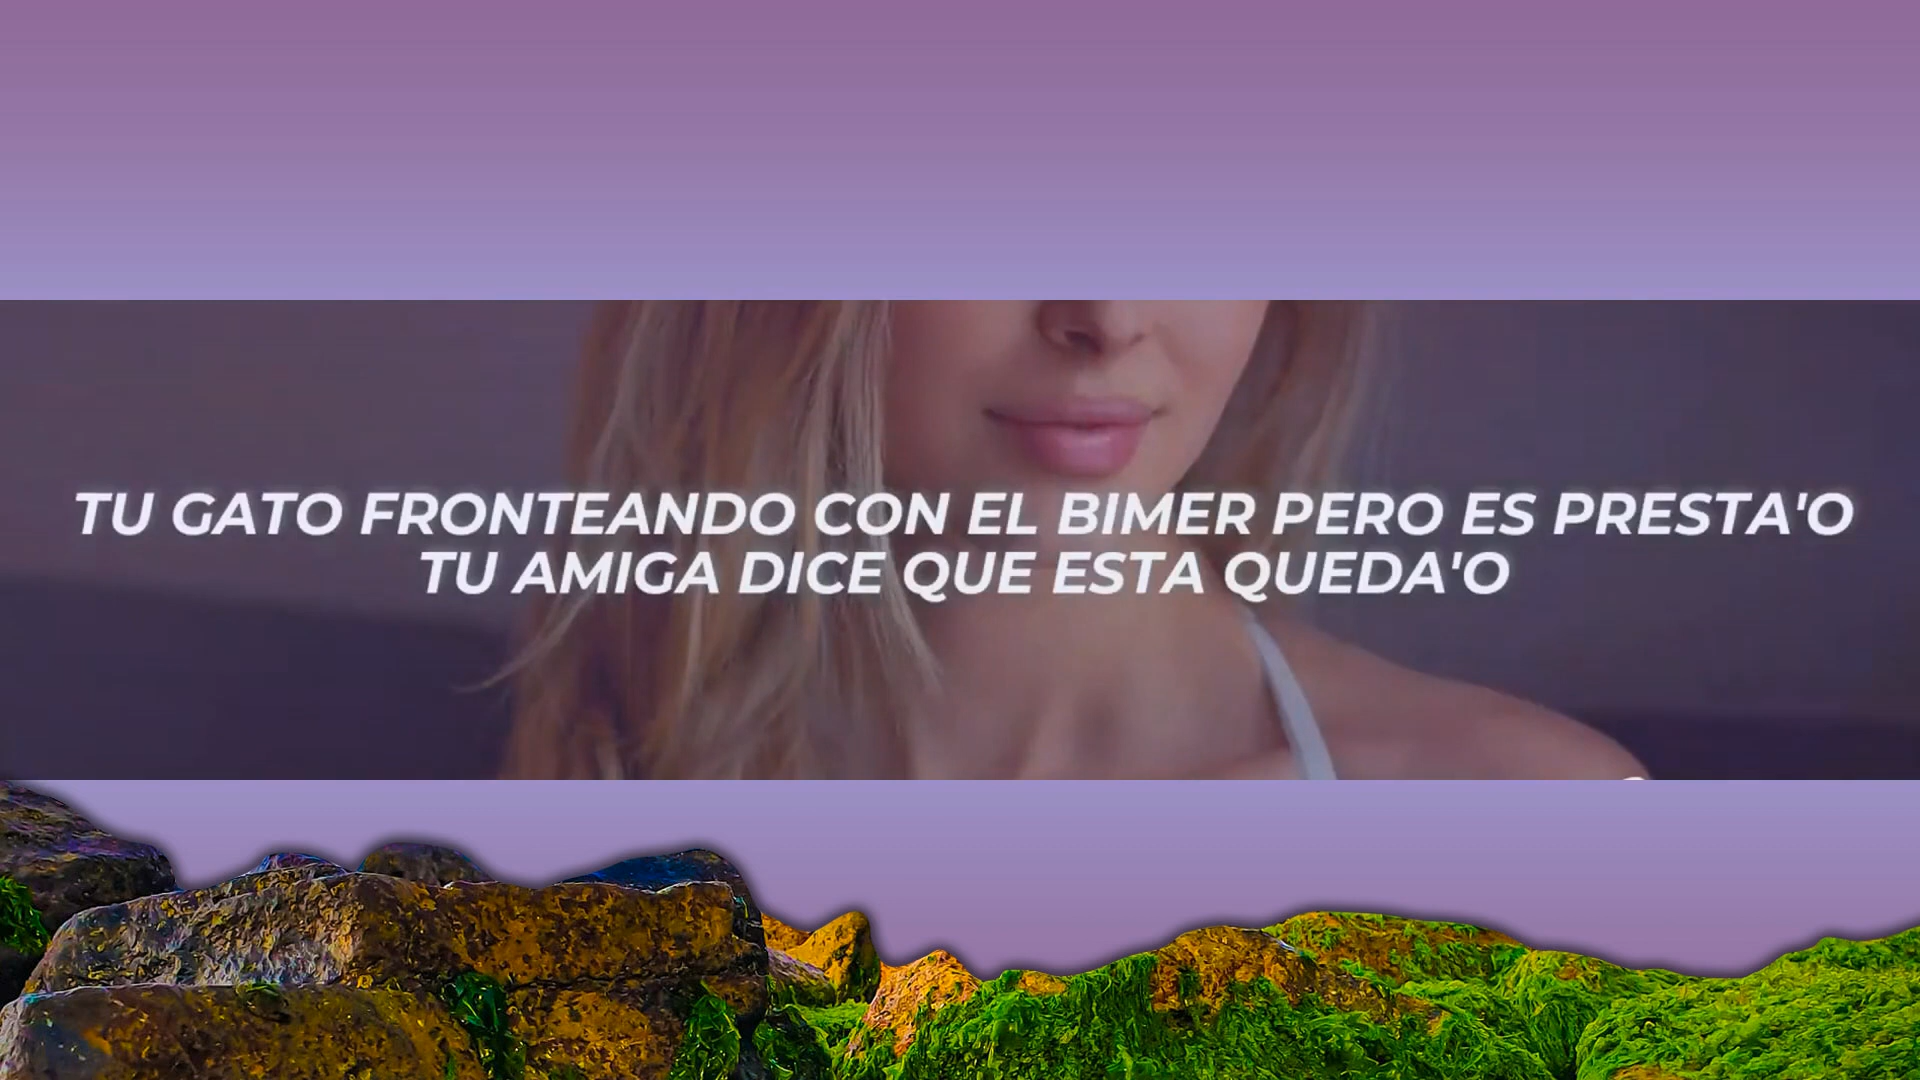 TU GATO FRONTEANDO CON EL BIMER PERO ES PRESTA'O
TU AMIGA DICE QUE ESTA QUEDA'O